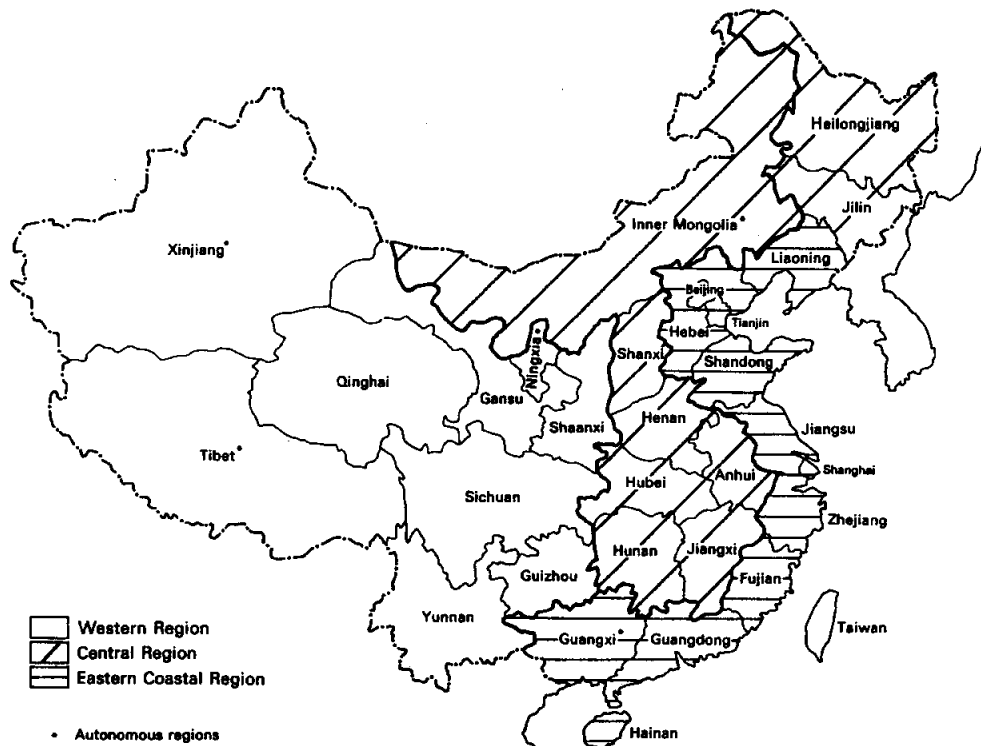 Heilongjiang
Jilin
Inner Mongolia
Xinjiang
Liaoning
Beijing
Tianjin
Hebei
Ningxia
Shanxi
Shandong
Qinghai
Gansu
Henan
Shaanxi
Jiangsu
Tibet
Shanghai
Anhui
Hubei
Sichuan
Zhejiang
Hunan
Jiangxi
Guizhou
Fujian
Yunnan
Taiwan
Guangxi
Guangdong
Hainan
Western Region
Central Region
Eastern Coastal Region
• Autonomous regions